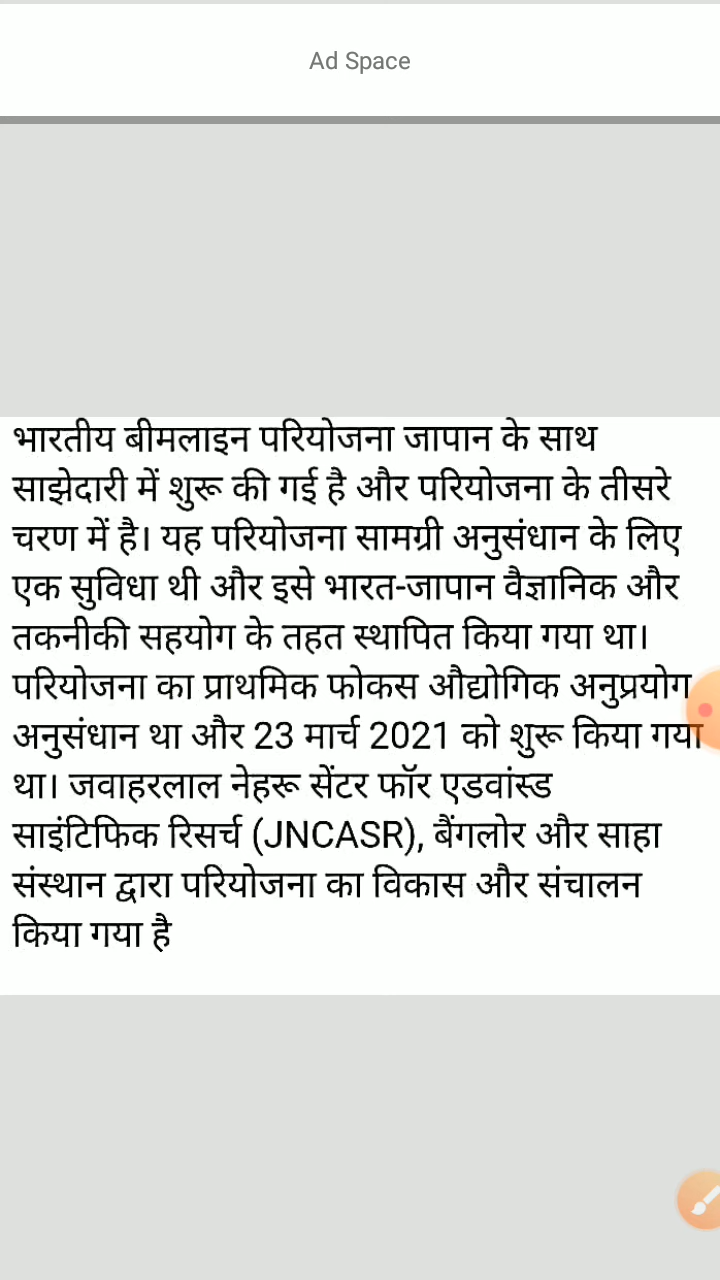 Ad Space
भारतीय बीमलाइन परियोजना जापान के साथ
साझेदारी में शुरू की गई है और परियोजना के तीसरे
चरण में है। यह परियोजना सामग्री अनुसंधान के लिए
एक सुविधा थी और इसे भारत-जापान वैज्ञानिक और
तकनीकी सहयोग के तहत स्थापित किया गया था।
परियोजना का प्राथमिक फोकस औद्योगिक अनुप्रयोग
अनुसंधान था और 23 मार्च 2021 को शुरू किया गया
था। जवाहरलाल नेहरू सेंटर फॉर एडवांस्ड
साइंटिफिक रिसर्च (JNCASR), बैंगलोर और साहा
संस्थान द्वारा परियोजना का विकास और संचालन
किया गया है